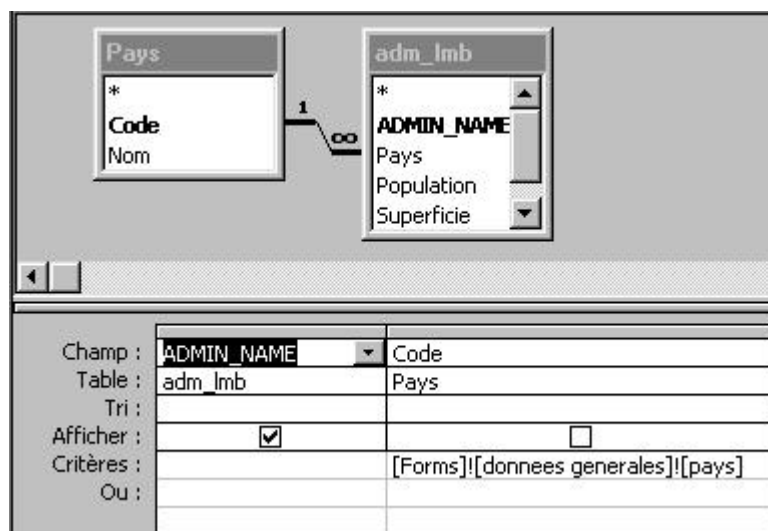 Pays
*
Code
Nom
1 ∞
adm_lmb
*
ADMIN_NAME
Pays
Population
Superficie
Champ : ADMIN_NAME Code
Table : adm_lmb Pays
Tri :
Afficher :
Critères : [Forms]![donnees generales]![pays]
Ou :